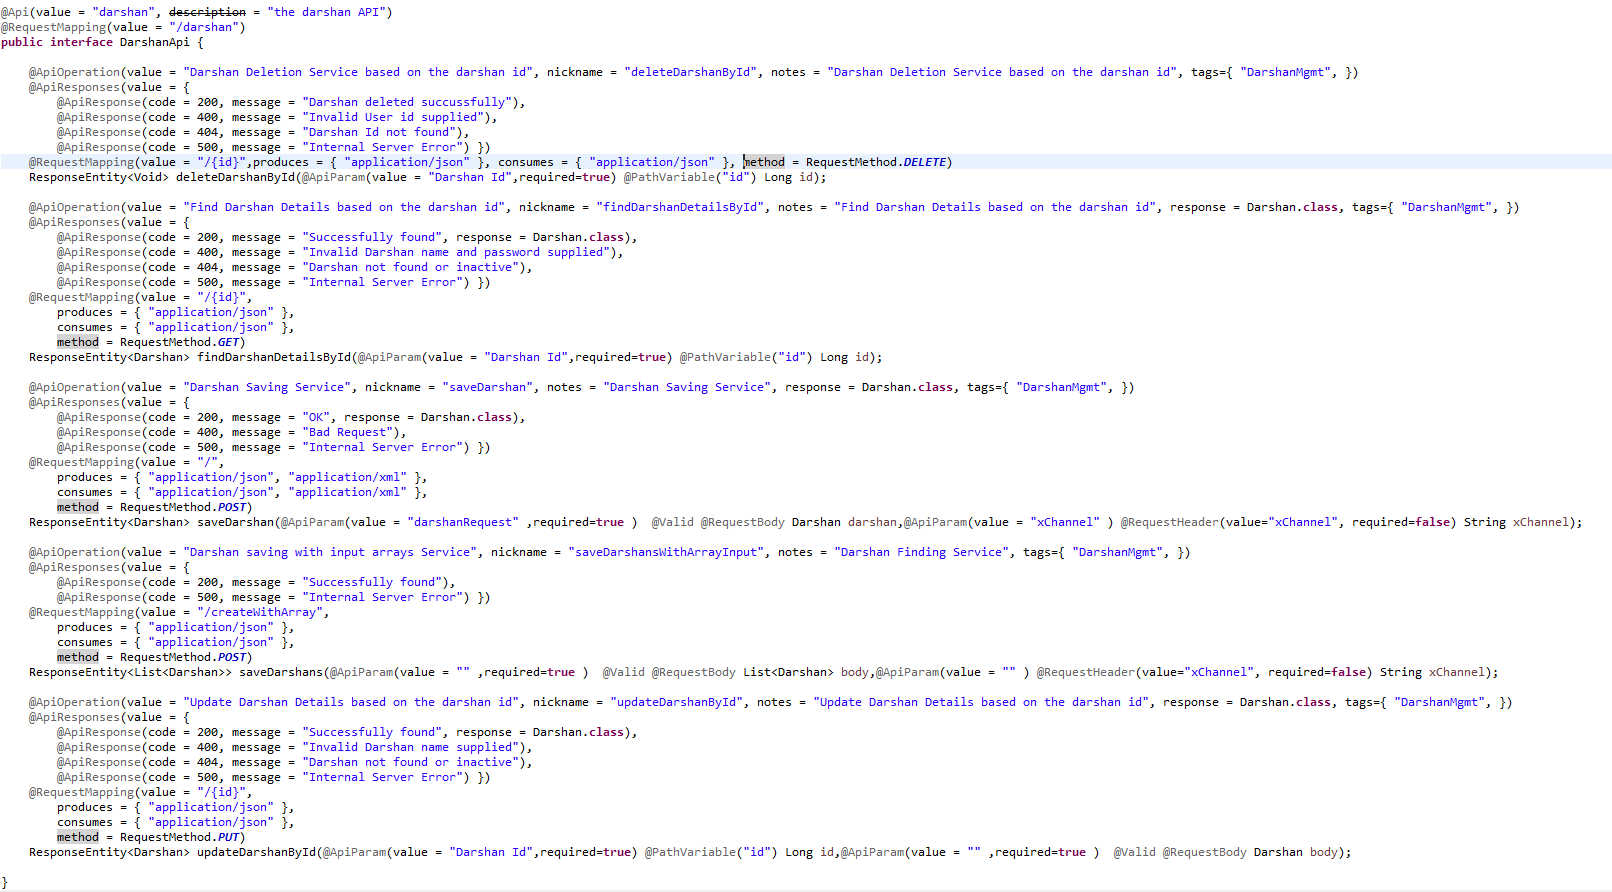 @Api(value = "darshan", description = "the darshan API")
@RequestMapping(value = "/darshan")
public interface DarshanApi {
@ApiOperation(value = "Darshan Deletion Service based on the darshan id", nickname = "deleteDarshanById", notes = "Darshan Deletion Service based on the darshan id", tags={ "DarshanMgmt", })
@ApiResponses(value = {
@ApiResponse(code = 200, message = "Darshan deleted succussfully"),
@ApiResponse(code = 400, message = "Invalid User id supplied"),
@ApiResponse(code = 404, message = "Darshan Id not found"),
@ApiResponse(code = 500, message = "Internal Server Error") })
@RequestMapping(value = "/{id}",produces = { "application/json" }, consumes = { "application/json" }, method = RequestMethod.DELETE)
ResponseEntity<Void> deleteDarshanById(@ApiParam(value = "Darshan Id",required=true) @PathVariable("id") Long id);
@ApiOperation(value = "Find Darshan Details based on the darshan id", nickname = "findDarshanDetailsById", notes = "Find Darshan Details based on the darshan id", response = Darshan.class, tags={ "DarshanMgmt", })
@ApiResponses(value = {
@ApiResponse(code = 200, message = "Successfully found", response = Darshan.class),
@ApiResponse(code = 400, message = "Invalid Darshan name and password supplied"),
@ApiResponse(code = 404, message = "Darshan not found or inactive"),
@ApiResponse(code = 500, message = "Internal Server Error") })
@RequestMapping(value = "/{id}",
produces = { "application/json" },
consumes = { "application/json" },
method = RequestMethod.GET)
ResponseEntity<Darshan> findDarshanDetailsById(@ApiParam(value = "Darshan Id",required=true) @PathVariable("id") Long id);
@ApiOperation(value = "Darshan Saving Service", nickname = "saveDarshan", notes = "Darshan Saving Service", response = Darshan.class, tags={ "DarshanMgmt", })
@ApiResponses(value = {
@ApiResponse(code = 200, message = "OK", response = Darshan.class),
@ApiResponse(code = 400, message = "Bad Request"),
@ApiResponse(code = 500, message = "Internal Server Error") })
@RequestMapping(value = "/",
produces = { "application/json", "application/xml" },
consumes = { "application/json", "application/xml" },
method = RequestMethod.POST)
ResponseEntity<Darshan> saveDarshan(@ApiParam(value = "darshanRequest" ,required=true )  @Valid @RequestBody Darshan darshan,@ApiParam(value = "xChannel" ) @RequestHeader(value="xChannel", required=false) String xChannel);
@ApiOperation(value = "Darshan saving with input arrays Service", nickname = "saveDarshansWithArrayInput", notes = "Darshan Finding Service", tags={ "DarshanMgmt", })
@ApiResponses(value = {
@ApiResponse(code = 200, message = "Successfully found"),
@ApiResponse(code = 500, message = "Internal Server Error") })
@RequestMapping(value = "/createWithArray",
produces = { "application/json" },
consumes = { "application/json" },
method = RequestMethod.POST)
ResponseEntity<List<Darshan>> saveDarshans(@ApiParam(value = "" ,required=true )  @Valid @RequestBody List<Darshan> body,@ApiParam(value = "" ) @RequestHeader(value="xChannel", required=false) String xChannel);
@ApiOperation(value = "Update Darshan Details based on the darshan id", nickname = "updateDarshanById", notes = "Update Darshan Details based on the darshan id", response = Darshan.class, tags={ "DarshanMgmt", })
@ApiResponses(value = {
@ApiResponse(code = 200, message = "Successfully found", response = Darshan.class),
@ApiResponse(code = 400, message = "Invalid Darshan name supplied"),
@ApiResponse(code = 404, message = "Darshan not found or inactive"),
@ApiResponse(code = 500, message = "Internal Server Error") })
@RequestMapping(value = "/{id}",
produces = { "application/json" },
consumes = { "application/json" },
method = RequestMethod.PUT)
ResponseEntity<Darshan> updateDarshanById(@ApiParam(value = "Darshan Id",required=true) @PathVariable("id") Long id,@ApiParam(value = "" ,required=true )  @Valid @RequestBody Darshan body);
}